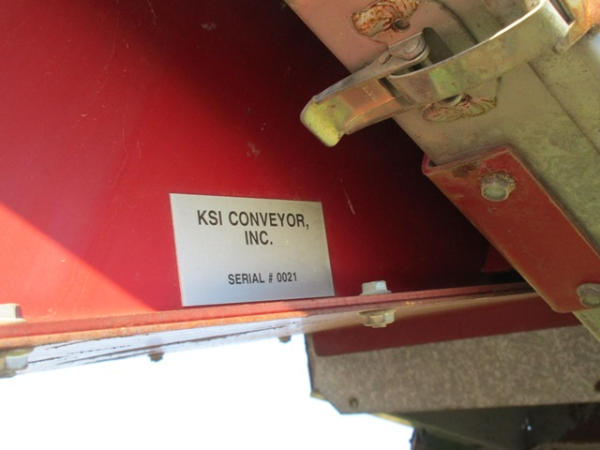 KSI CONVEYOR,
INC.
SERIAL # 0021